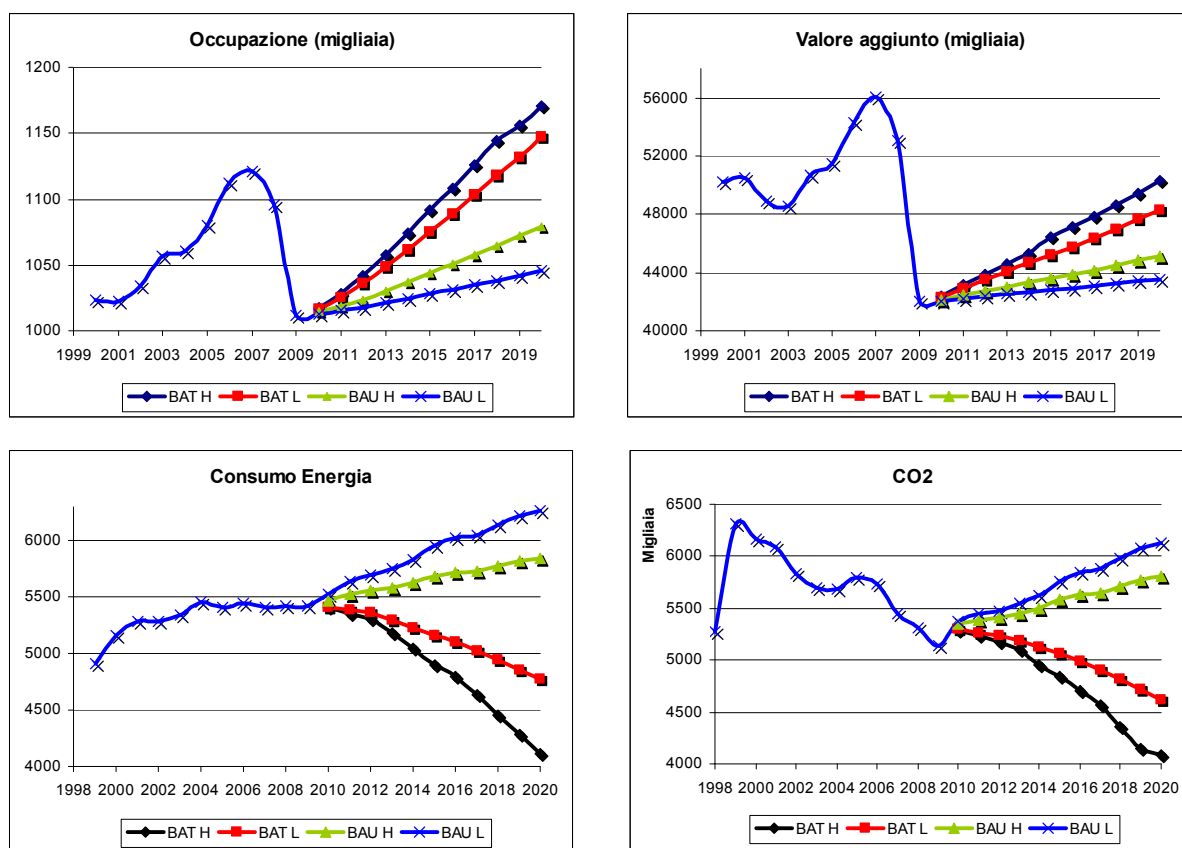 Occupazione (migliaia)
1200
1150
1100
1050
1000
1999 2001 2003 2005 2007 2009 2011 2013 2015 2017 2019
BAT H BAT L BAU H BAU L
Valore aggiunto (migliaia)
56000
52000
48000
44000
40000
1999 2001 2003 2005 2007 2009 2011 2013 2015 2017 2019
BAT H BAT L BAU H BAU L
Consumo Energia
6000
5500
5000
4500
4000
1998 2000 2002 2004 2006 2008 2010 2012 2014 2016 2018 2020
BAT H BAT L BAU H BAU L
CO2
Migliaia
6500
6000
5500
5000
4500
4000
1998 2000 2002 2004 2006 2008 2010 2012 2014 2016 2018 2020
BAT H BAT L BAU H BAU L